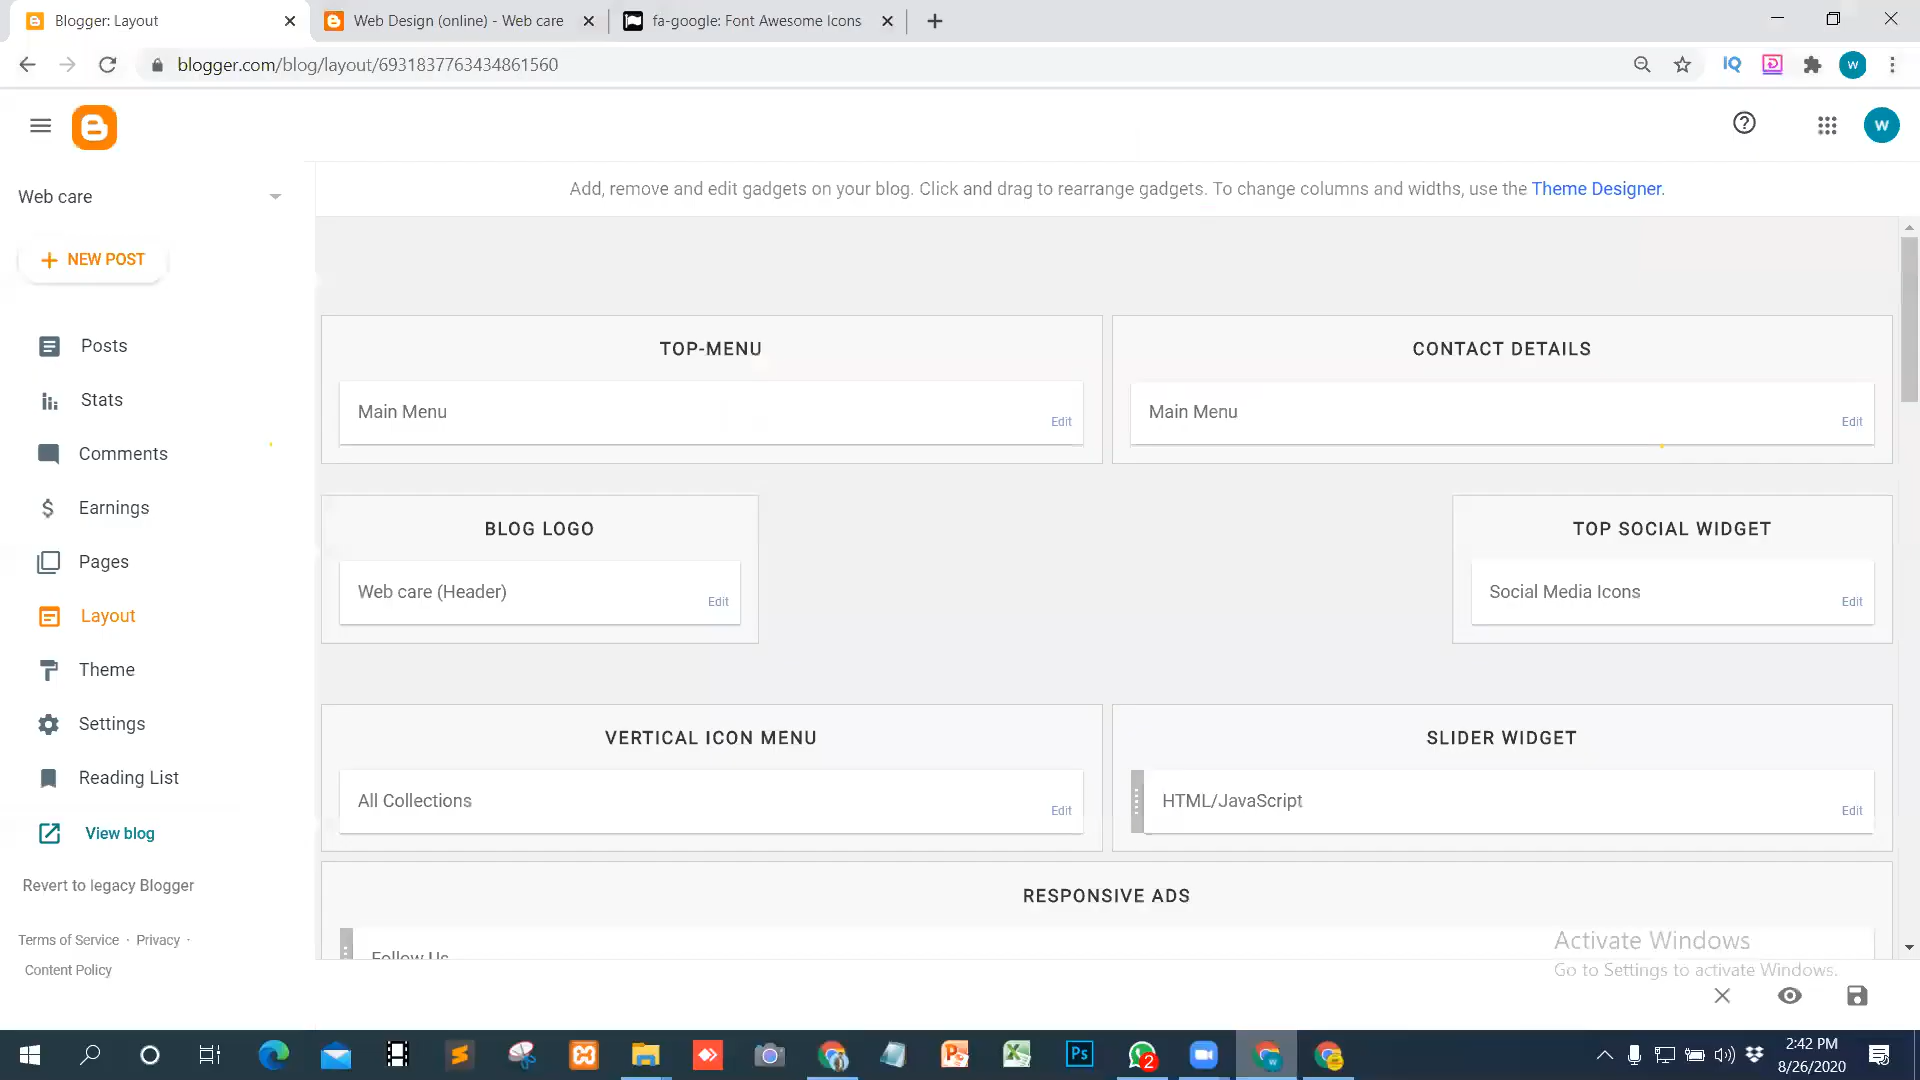 Blogger: Layout
Web Design (online) - Web care
fa-google: Font Awesome Icons
blogger.com/blog/layout/6931837763434861560
IQ
W
W
Web care
Add, remove and edit gadgets on your blog. Click and drag to rearrange gadgets. To change columns and widths, use the Theme Designer.
NEW POST
Posts
Stats
Comments
Earnings
Pages
Layout
Theme
Settings
Reading List
View blog
Revert to legacy Blogger
Terms of Service · Privacy ·
Content Policy
TOP-MENU
Main Menu
Edit
CONTACT DETAILS
Main Menu
Edit
BLOG LOGO
Web care (Header)
Edit
TOP SOCIAL WIDGET
Social Media Icons
Edit
VERTICAL ICON MENU
All Collections
Edit
SLIDER WIDGET
HTML/JavaScript
Edit
RESPONSIVE ADS
Follow Us
Activate Windows
Go to Settings to activate Windows.
Ps
2
2:42 PM
8/26/2020